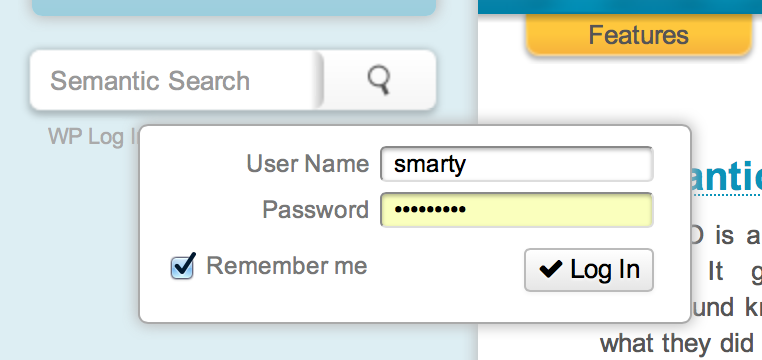 Features
Semantic Search
WP Log I
User Name smarty
Password •••••••••
Remember me
Log In
antic
is a
It g
und kn
what they did